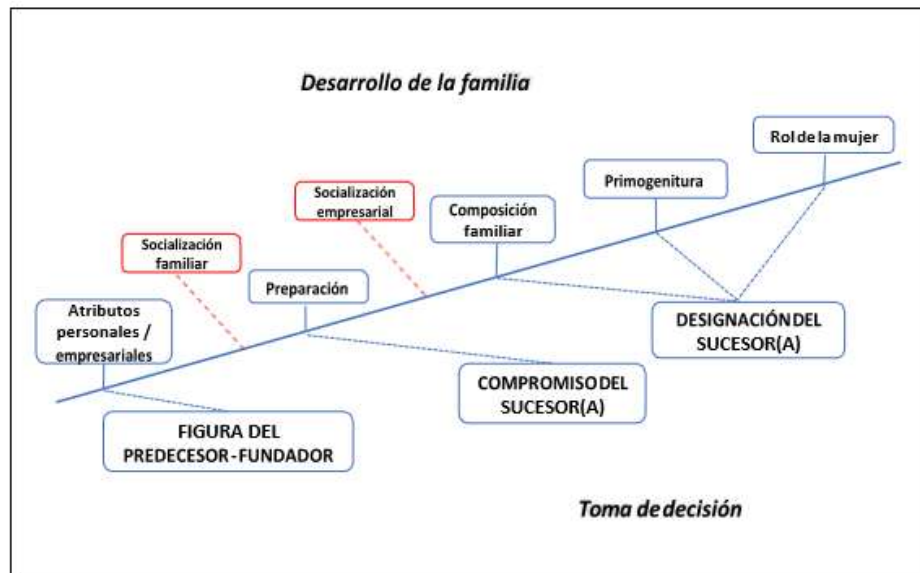 Desarrollo de la familia
Rol de la mujer
Primogenitura
Socialización
empresarial
Composición
familiar
Socialización
familiar
Preparación
Atributos
personales /
empresariales
DESIGNACIÓN DEL
SUCESOR(A)
COMPROMISO DEL
SUCESOR(A)
FIGURA DEL
PREDECESOR - FUNDADOR
Toma de decisión